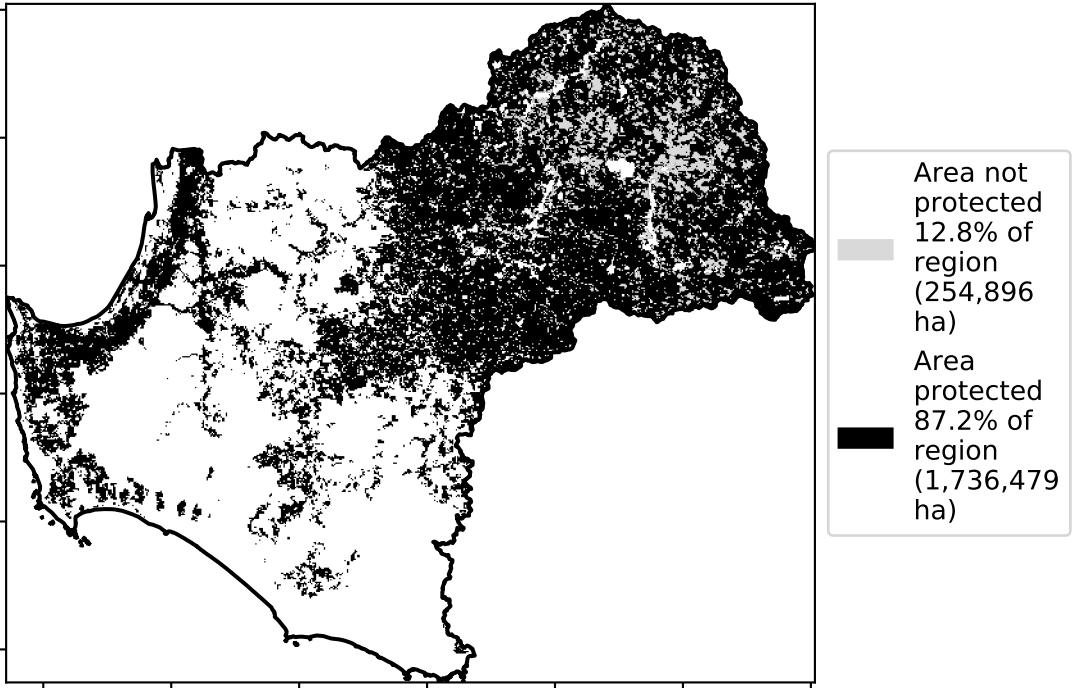 Area not
protected
12.8% of
region
(254,896
ha)
Area
protected
87.2% of
region
(1,736,479
ha)